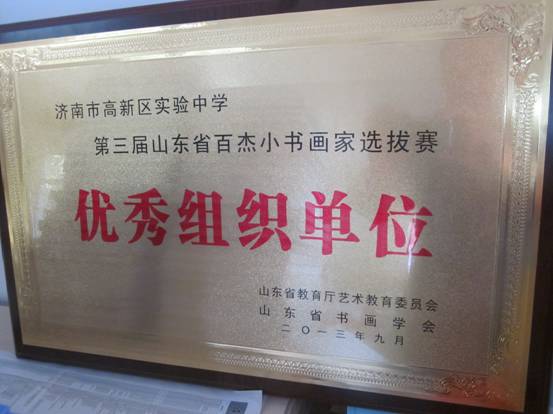 济南市高新区实验中学
第三届山东省百杰小书画家选拔赛
优秀组织单位
山东省教育厅艺术教育委员会
山东省书画学会
二〇一三年九月